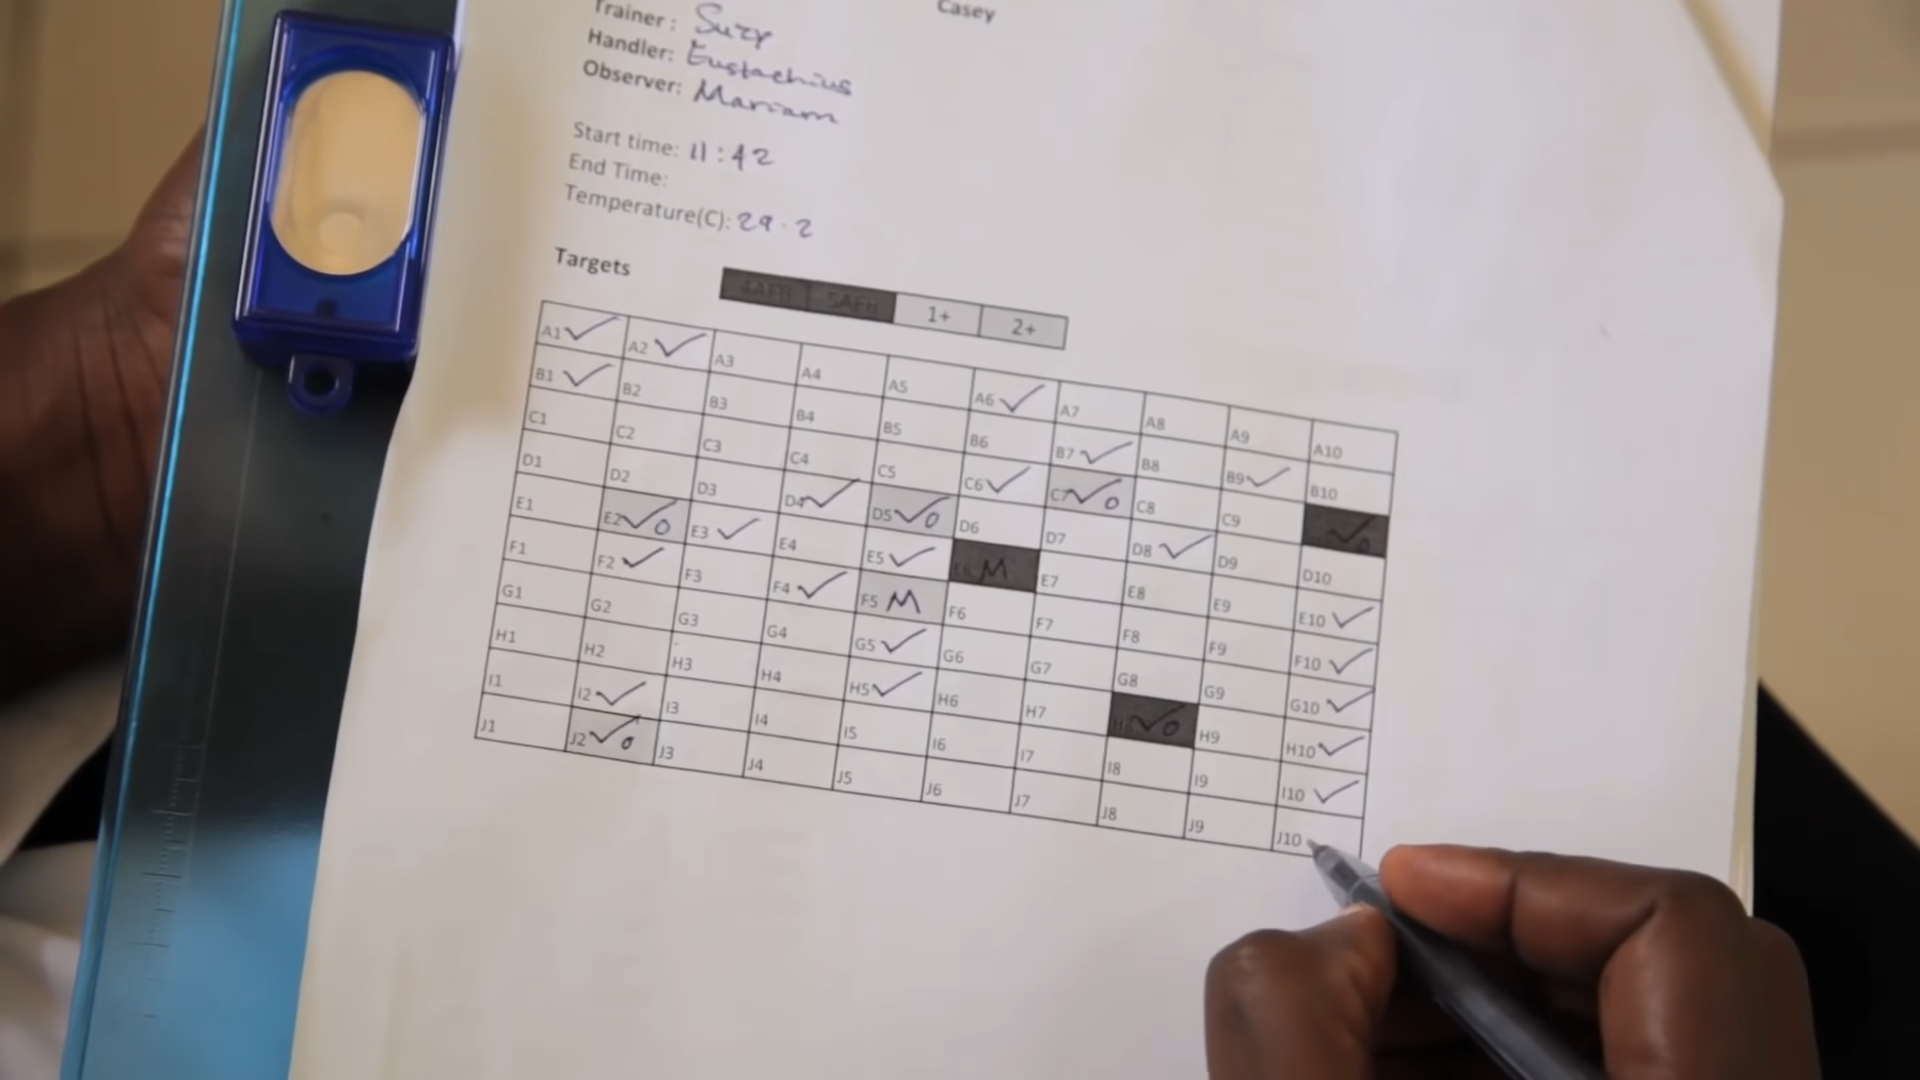 Casey
Trainer: Suzy
Handler: Eustachius
Observer: Mariam
Start time: 11:42
End Time:
Temperature(C): 29.2
Targets
4AFB 5AFB 1+ 2+
A1 ✓ A2 ✓ A3 A4 A5 A6 ✓ A7 A8 A9 A10
B1 ✓ B2 B3 B4 B5 B6 B7 ✓ B8 B9 ✓ B10
C1 C2 C3 C4 C5 C6 ✓ C7 ✓ o C8 C9 ✓ o
D1 D2 D3 D4 ✓ D5 ✓ o D6 D7 D8 ✓ D9 D10
E1 E2 ✓ o E3 ✓ E4 E5 ✓ E6 M E7 E8 E9 E10 ✓
F1 F2 ✓ F3 F4 ✓ F5 M F6 F7 F8 F9 F10 ✓
G1 G2 G3 G4 G5 ✓ G6 G7 G8 G9 G10 ✓
H1 H2 H3 H4 H5 ✓ H6 H7 H8 ✓ o H9 H10 ✓
I1 I2 ✓ I3 I4 I5 I6 I7 I8 I9 I10 ✓
J1 J2 ✓ o J3 J4 J5 J6 J7 J8 J9 J10